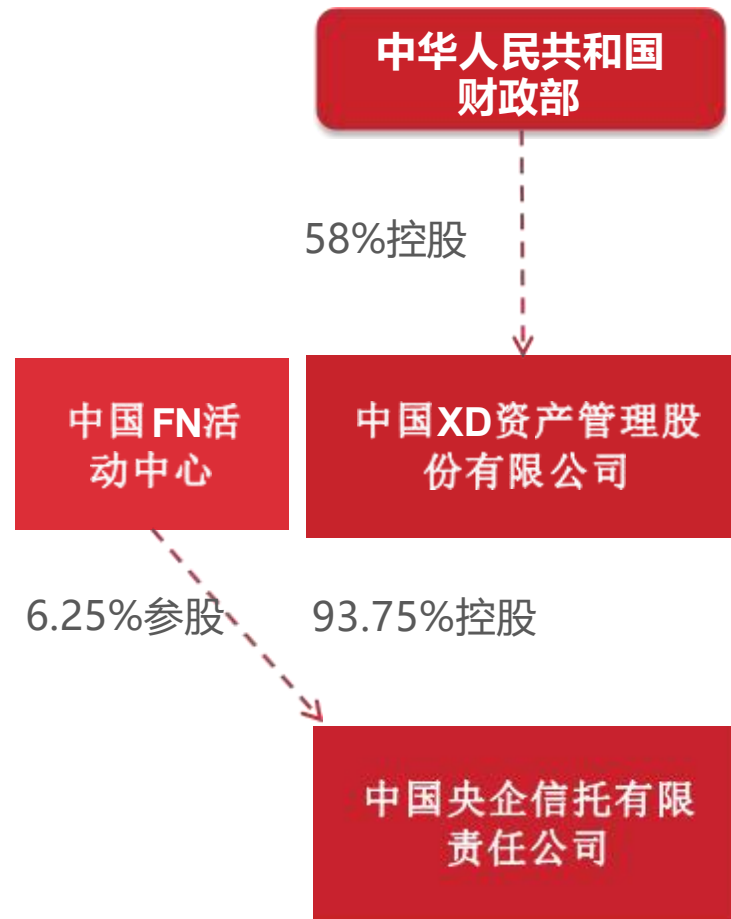 中华人民共和国
财政部
58%控股
中国FN活
动中心
中国XD资产管理股
份有限公司
6.25%参股
93.75%控股
中国央企信托有限
责任公司